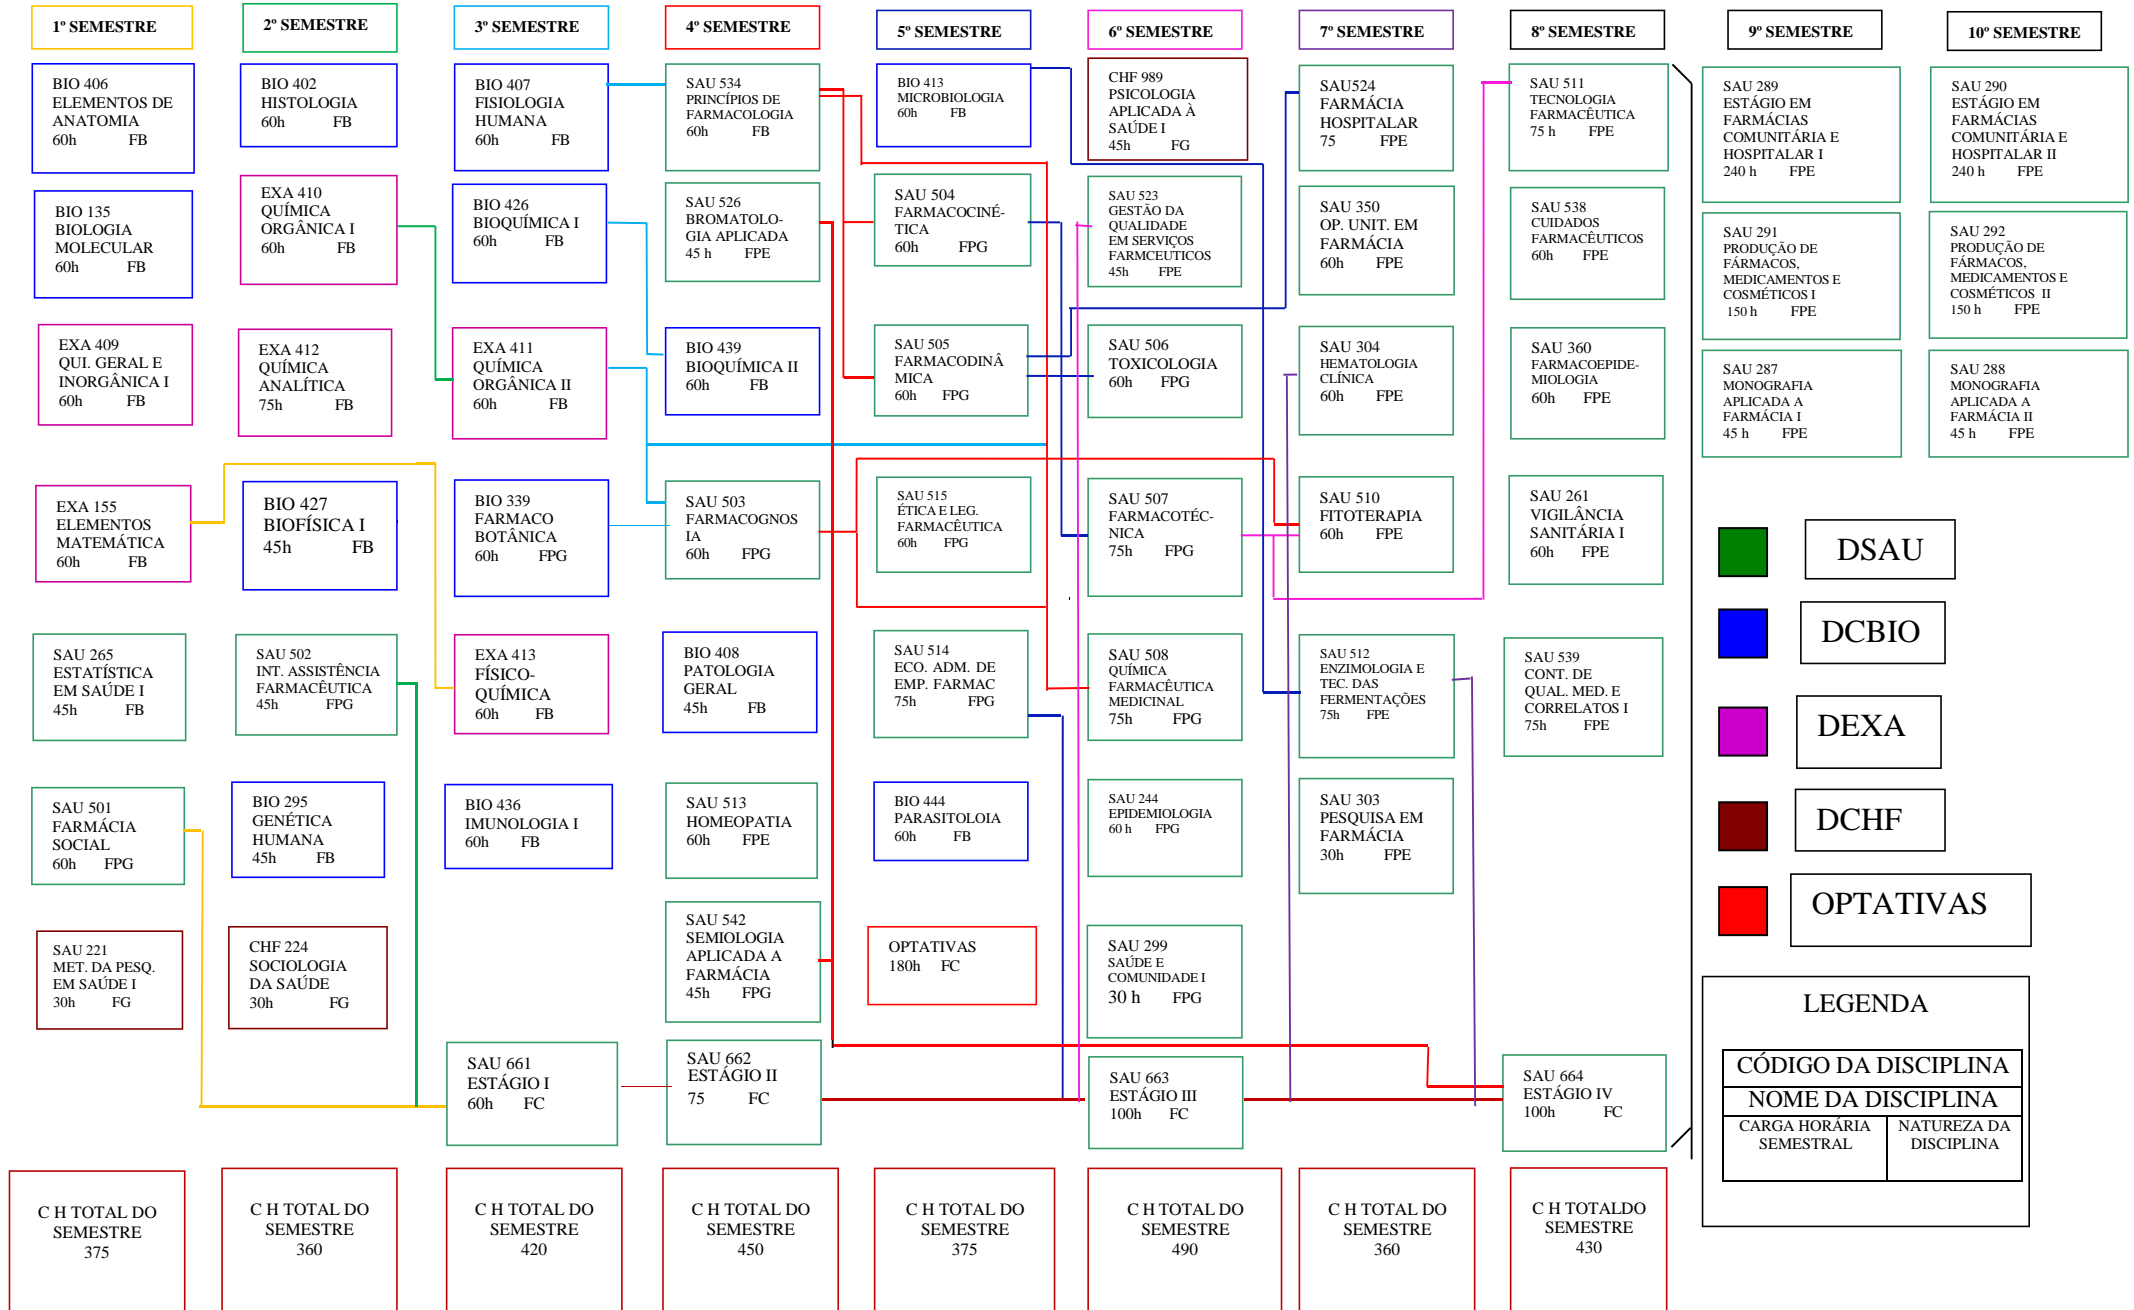 1º SEMESTRE
2º SEMESTRE
3º SEMESTRE
4º SEMESTRE
5º SEMESTRE
6º SEMESTRE
7º SEMESTRE
8º SEMESTRE
9º SEMESTRE
10º SEMESTRE
BIO 406
ELEMENTOS DE
ANATOMIA
60h FB
BIO 135
BIOLOGIA
MOLECULAR
60h FB
EXA 409
QUI. GERAL E
INORGÂNICA I
60h FB
EXA 155
ELEMENTOS
MATEMÁTICA
60h FB
SAU 265
ESTATÍSTICA
EM SAÚDE I
45h FB
SAU 501
FARMÁCIA
SOCIAL
60h FPG
SAU 221
MET. DA PESQ.
EM SAÚDE I
30h FG
BIO 402
HISTOLOGIA
60h FB
EXA 410
QUÍMICA
ORGÂNICA I
60h FB
EXA 412
QUÍMICA
ANALÍTICA
75h FB
BIO 427
BIOFÍSICA I
45h FB
SAU 502
INT. ASSISTÊNCIA
FARMACÊUTICA
45h FPG
BIO 295
GENÉTICA
HUMANA
45h FB
CHF 224
SOCIOLOGIA
DA SAÚDE
30h FG
BIO 407
FISIOLOGIA
HUMANA
60h FB
BIO 426
BIOQUÍMICA I
60h FB
EXA 411
QUÍMICA
ORGÂNICA II
60h FB
BIO 339
FARMACO
BOTÂNICA
60h FPG
EXA 413
FÍSICO-
QUÍMICA
60h FB
BIO 436
IMUNOLOGIA I
60h FB
SAU 661
ESTÁGIO I
60h FC
SAU 534
PRINCÍPIOS DE
FARMACOLOGIA
60h FB
SAU 526
BROMATOLO-
GIA APLICADA
45 h FPE
BIO 439
BIOQUÍMICA II
60h FB
SAU 503
FARMACOGNOS
IA
60h FPG
BIO 408
PATOLOGIA
GERAL
45h FB
SAU 513
HOMEOPATIA
60h FPE
SAU 542
SEMIOLOGIA
APLICADA A
FARMÁCIA
45h FPG
SAU 662
ESTÁGIO II
75 FC
BIO 413
MICROBIOLOGIA
60h FB
SAU 504
FARMACOCINÉ-
TICA
60h FPG
SAU 505
FARMACODINÂ
MICA
60h FPG
SAU 515
ÉTICA E LEG.
FARMACÊUTICA
60h FPG
SAU 514
ECO. ADM. DE
EMP. FARMAC
75h FPG
BIO 444
PARASITOLOIA
60h FB
OPTATIVAS
180h FC
CHF 989
PSICOLOGIA
APLICADA À
SAÚDE I
45h FG
SAU 523
GESTÃO DA
QUALIDADE
EM SERVIÇOS
FARMCEUTICOS
45h FPE
SAU 506
TOXICOLOGIA
60h FPG
SAU 507
FARMACOTÉC-
NICA
75h FPG
SAU 508
QUÍMICA
FARMACÊUTICA
MEDICINAL
75h FPG
SAU 244
EPIDEMIOLOGIA
60 h FPG
SAU 299
SAÚDE E
COMUNIDADE I
30 h FPG
SAU 663
ESTÁGIO III
100h FC
SAU524
FARMÁCIA
HOSPITALAR
75 FPE
SAU 350
OP. UNIT. EM
FARMÁCIA
60h FPE
SAU 304
HEMATOLOGIA
CLÍNICA
60h FPE
SAU 510
FITOTERAPIA
60h FPE
SAU 512
ENZIMOLOGIA E
TEC. DAS
FERMENTAÇÕES
75h FPE
SAU 303
PESQUISA EM
FARMÁCIA
30h FPE
SAU 511
TECNOLOGIA
FARMACÊUTICA
75 h FPE
SAU 538
CUIDADOS
FARMACÊUTICOS
60h FPE
SAU 360
FARMACOEPIDE-
MIOLOGIA
60h FPE
SAU 261
VIGILÂNCIA
SANITÁRIA I
60h FPE
SAU 539
CONT. DE
QUAL. MED. E
CORRELATOS I
75h FPE
SAU 664
ESTÁGIO IV
100h FC
SAU 289
ESTÁGIO EM
FARMÁCIAS
COMUNITÁRIA E
HOSPITALAR I
240 h FPE
SAU 291
PRODUÇÃO DE
FÁRMACOS,
MEDICAMENTOS E
COSMÉTICOS I
150 h FPE
SAU 287
MONOGRAFIA
APLICADA A
FARMÁCIA I
45 h FPE
SAU 290
ESTÁGIO EM
FARMÁCIAS
COMUNITÁRIA E
HOSPITALAR II
240 h FPE
SAU 292
PRODUÇÃO DE
FÁRMACOS,
MEDICAMENTOS E
COSMÉTICOS II
150 h FPE
SAU 288
MONOGRAFIA
APLICADA A
FARMÁCIA II
45 h FPE
DSAU
DCBIO
DEXA
DCHF
OPTATIVAS
LEGENDA
CÓDIGO DA DISCIPLINA
NOME DA DISCIPLINA
CARGA HORÁRIA
SEMESTRAL
NATUREZA DA
DISCIPLINA
C H TOTAL DO
SEMESTRE
375
C H TOTAL DO
SEMESTRE
360
C H TOTAL DO
SEMESTRE
420
C H TOTAL DO
SEMESTRE
450
C H TOTAL DO
SEMESTRE
375
C H TOTAL DO
SEMESTRE
490
C H TOTAL DO
SEMESTRE
360
C H TOTALDO
SEMESTRE
430